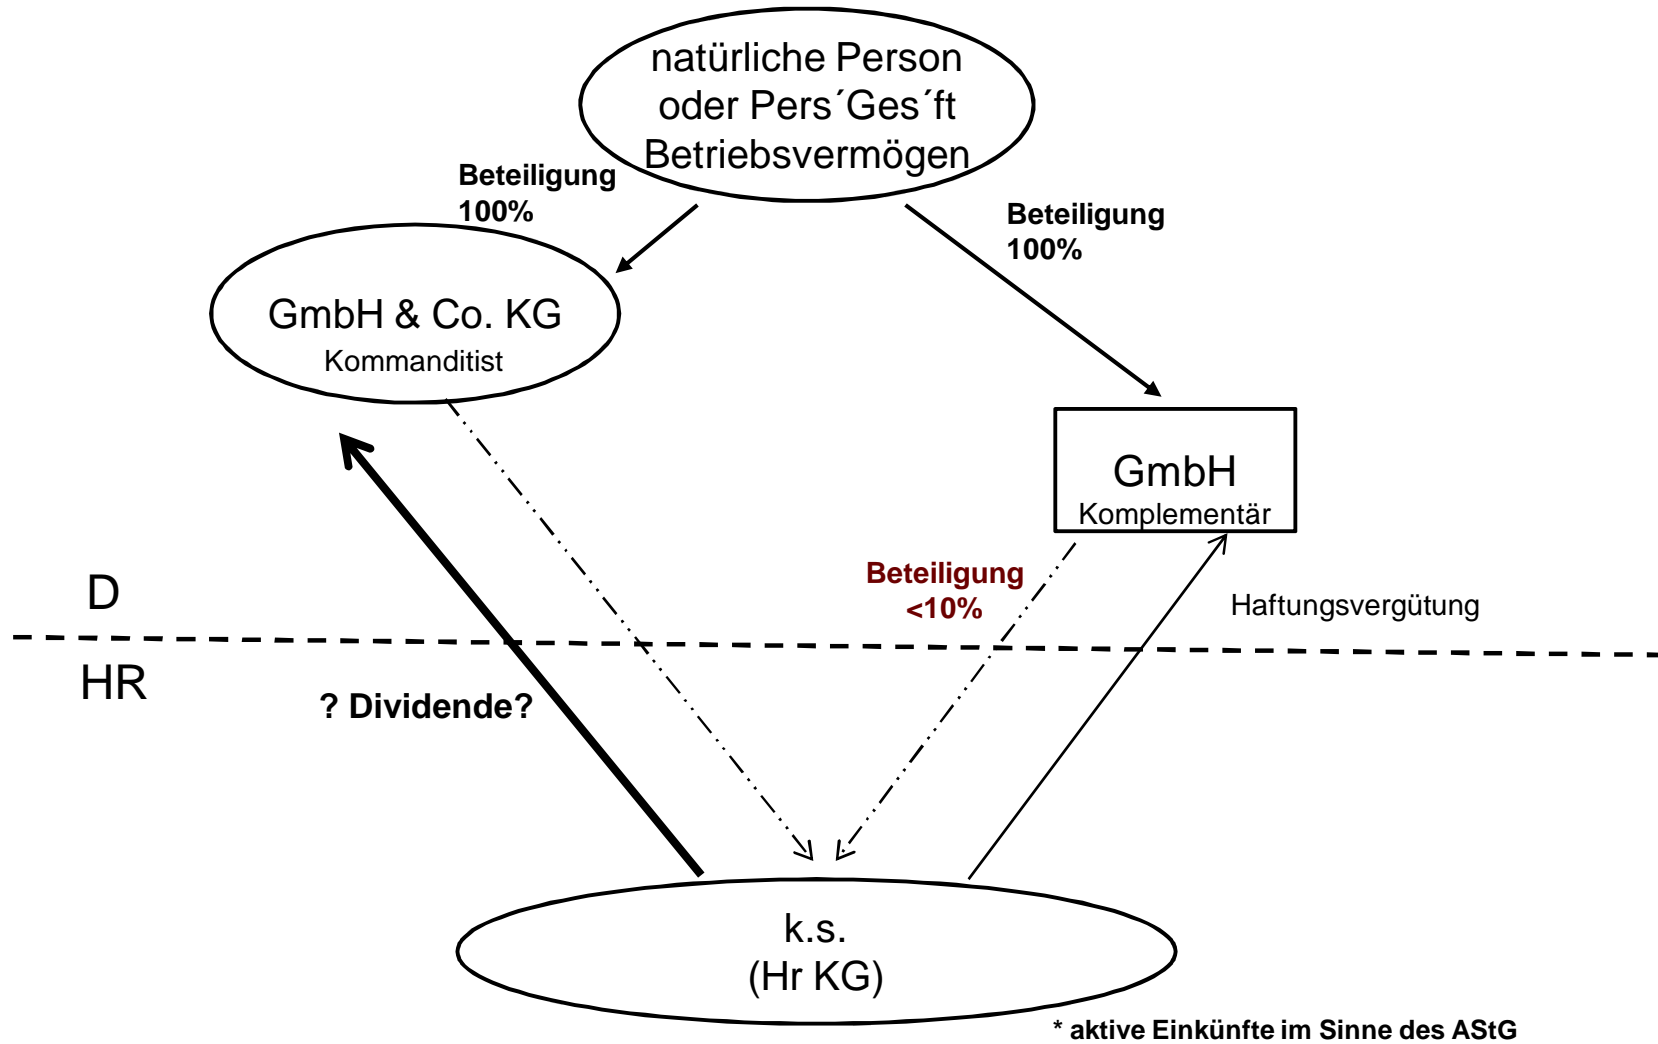 natürliche Person
oder Pers´Ges´ft
Betriebsvermögen
Beteiligung
100%
Beteiligung
100%
GmbH & Co. KG
Kommanditist
GmbH
Komplementär
Beteiligung
<10%
Haftungsvergütung
D
HR
? Dividende?
k.s.
(Hr KG)
* aktive Einkünfte im Sinne des AStG